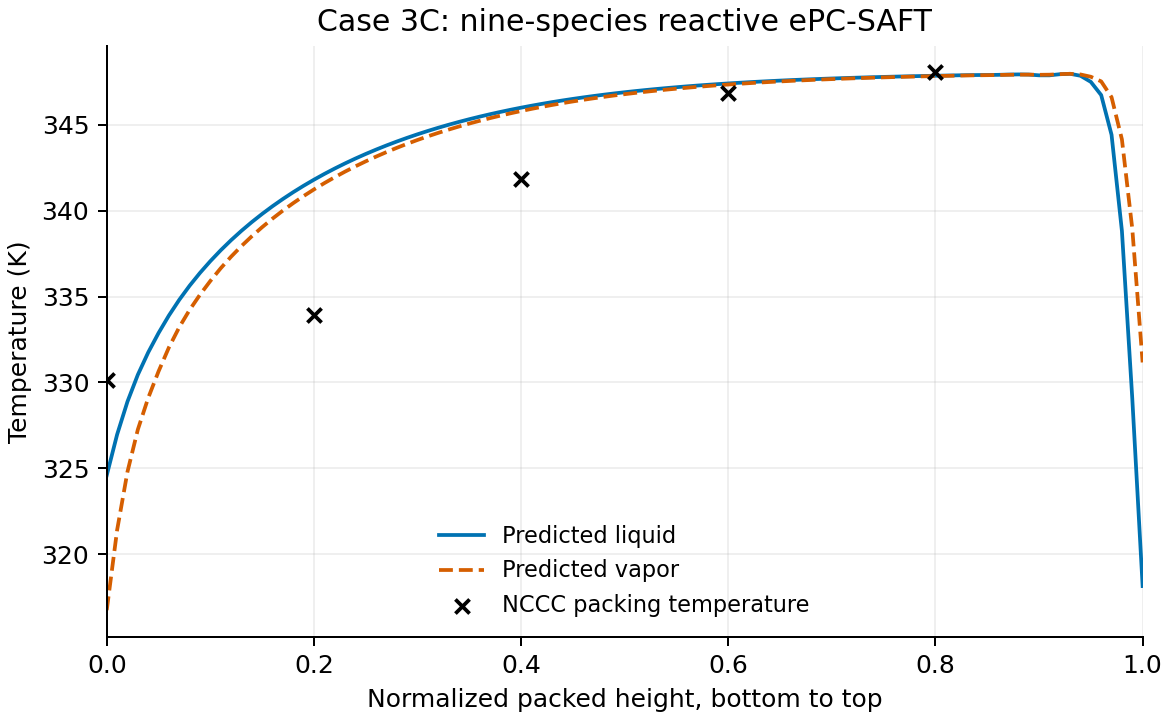 Case 3C: nine-species reactive ePC-SAFT
Temperature (K)
345
340
335
330
325
320
Predicted liquid
Predicted vapor
NCCC packing temperature
0.0 0.2 0.4 0.6 0.8 1.0
Normalized packed height, bottom to top